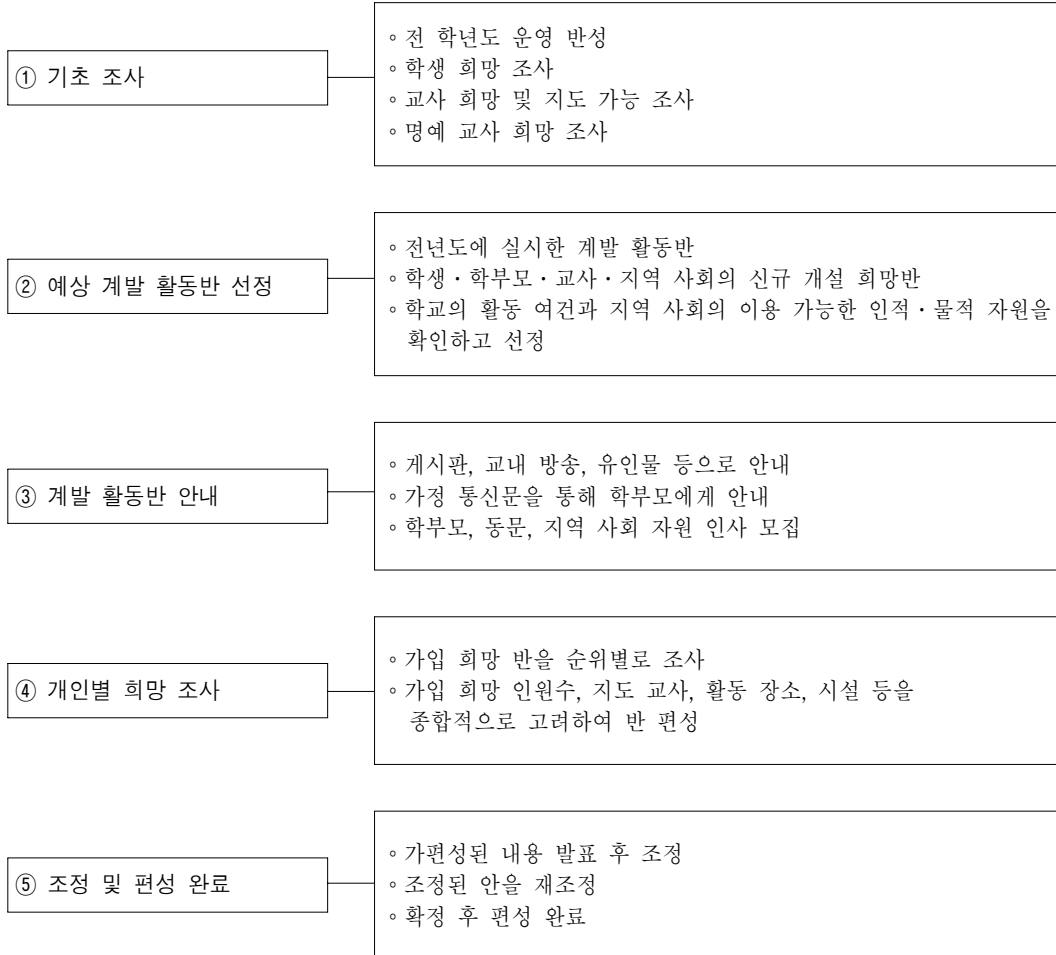 ① 기초 조사
◦전 학년도 운영 반성
◦학생 희망 조사
◦교사 희망 및 지도 가능 조사
◦명예 교사 희망 조사
② 예상 계발 활동반 선정
◦전년도에 실시한 계발 활동반
◦학생・학부모・교사・지역 사회의 신규 개설 희망반
◦학교의 활동 여건과 지역 사회의 이용 가능한 인적・물적 자원을
확인하고 선정
③ 계발 활동반 안내
◦게시판, 교내 방송, 유인물 등으로 안내
◦가정 통신문을 통해 학부모에게 안내
◦학부모, 동문, 지역 사회 자원 인사 모집
④ 개인별 희망 조사
◦가입 희망 반을 순위별로 조사
◦가입 희망 인원수, 지도 교사, 활동 장소, 시설 등을
종합적으로 고려하여 반 편성
⑤ 조정 및 편성 완료
◦가편성된 내용 발표 후 조정
◦조정된 안을 재조정
◦확정 후 편성 완료